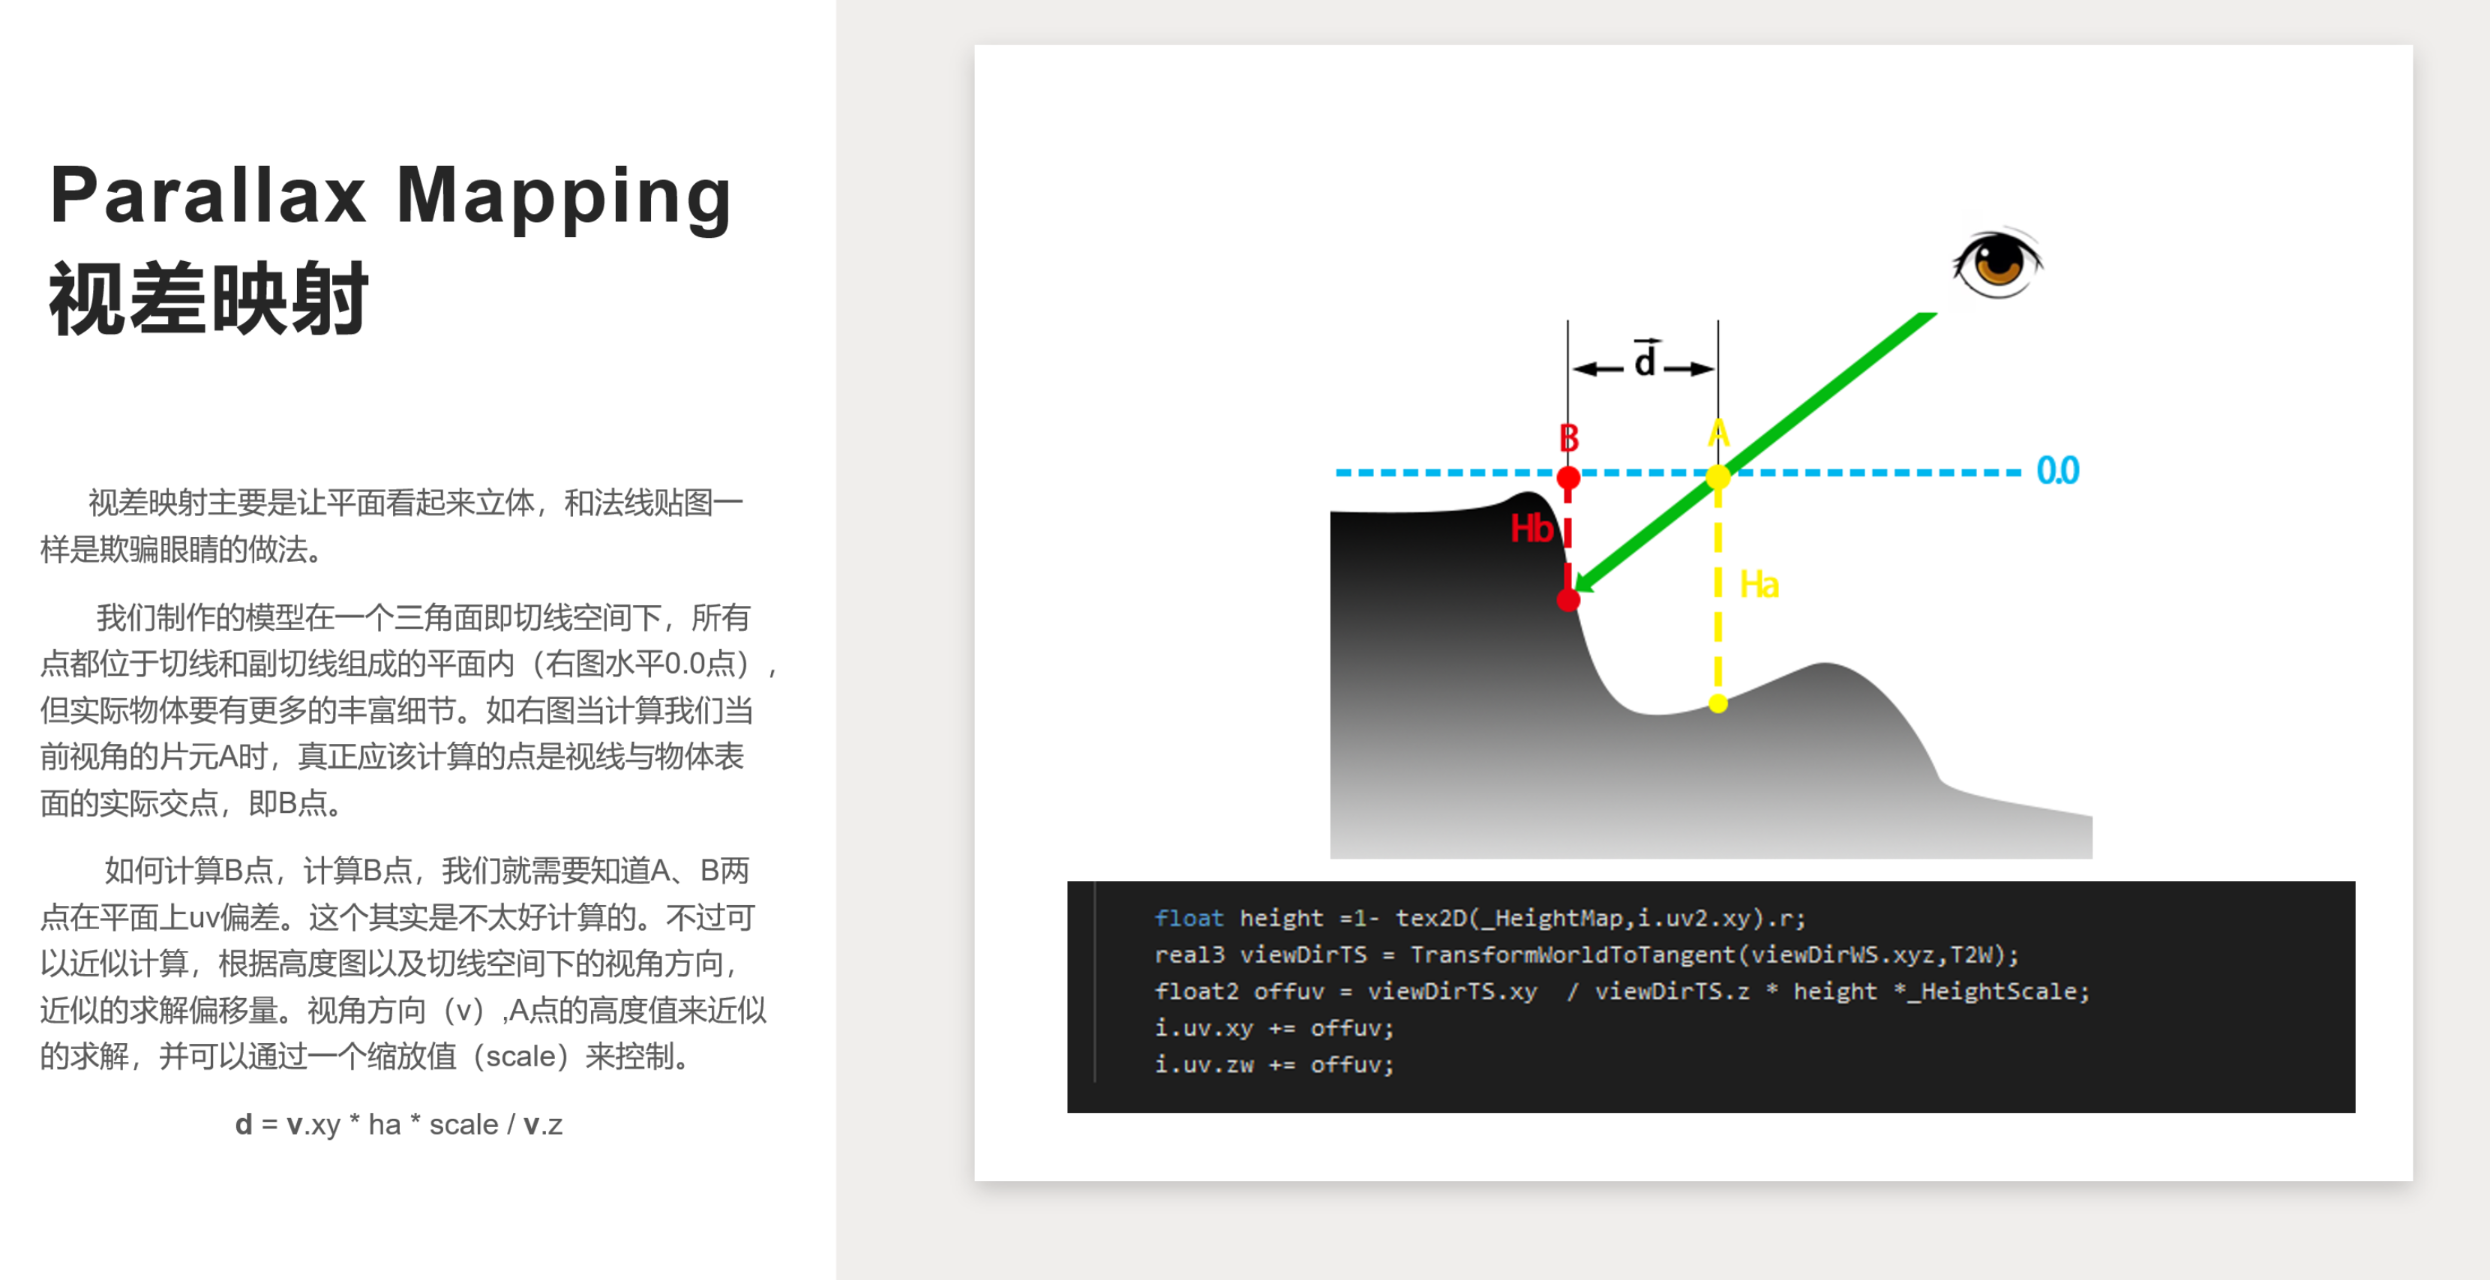 Parallax Mapping
视差映射
视差映射主要是让平面看起来立体，和法线贴图一
样是欺骗眼睛的做法。
我们制作的模型在一个三角面即切线空间下，所有
点都位于切线和副切线组成的平面内（右图水平0.0点），
但实际物体要有更多的丰富细节。如右图当计算我们当
前视角的片元A时，真正应该计算的点是视线与物体表
面的实际交点，即B点。
如何计算B点，计算B点，我们就需要知道A、B两
点在平面上uv偏差。这个其实是不太好计算的。不过可
以近似计算，根据高度图以及切线空间下的视角方向，
近似的求解偏移量。视角方向（v）,A点的高度值来近似
的求解，并可以通过一个缩放值（scale）来控制。
d = v.xy * ha * scale / v.z
d
B
A
0.0
Hb
Ha
float height =1- tex2D(_HeightMap,i.uv2.xy).r;
real3 viewDirTS = TransformWorldToTangent(viewDirWS.xyz,T2W);
float2 offuv = viewDirTS.xy  / viewDirTS.z * height *_HeightScale;
i.uv.xy += offuv;
i.uv.zw += offuv;